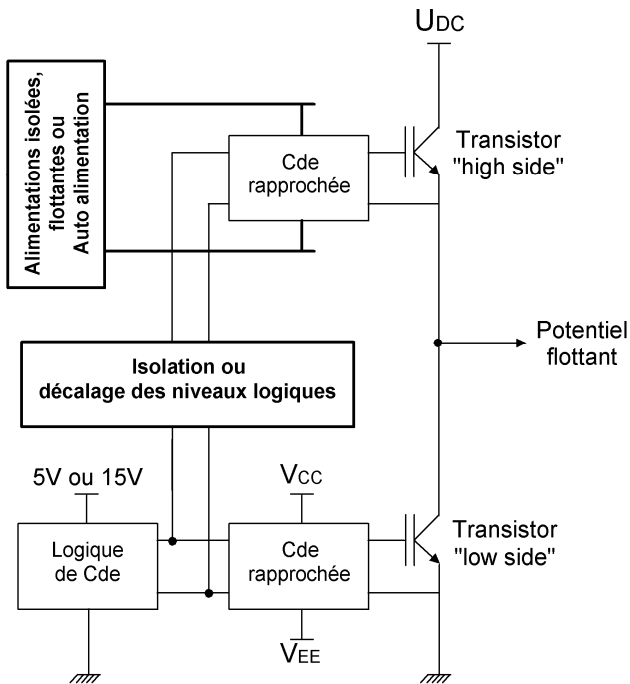 UDC
Alimentations isolées,
flottantes ou
Auto alimentation
Cde
rapprochée
Transistor
"high side"
Potentiel
flottant
Isolation ou
décalage des niveaux logiques
5V ou 15V
VCC
Logique
de Cde
Cde
rapprochée
Transistor
"low side"
VEE